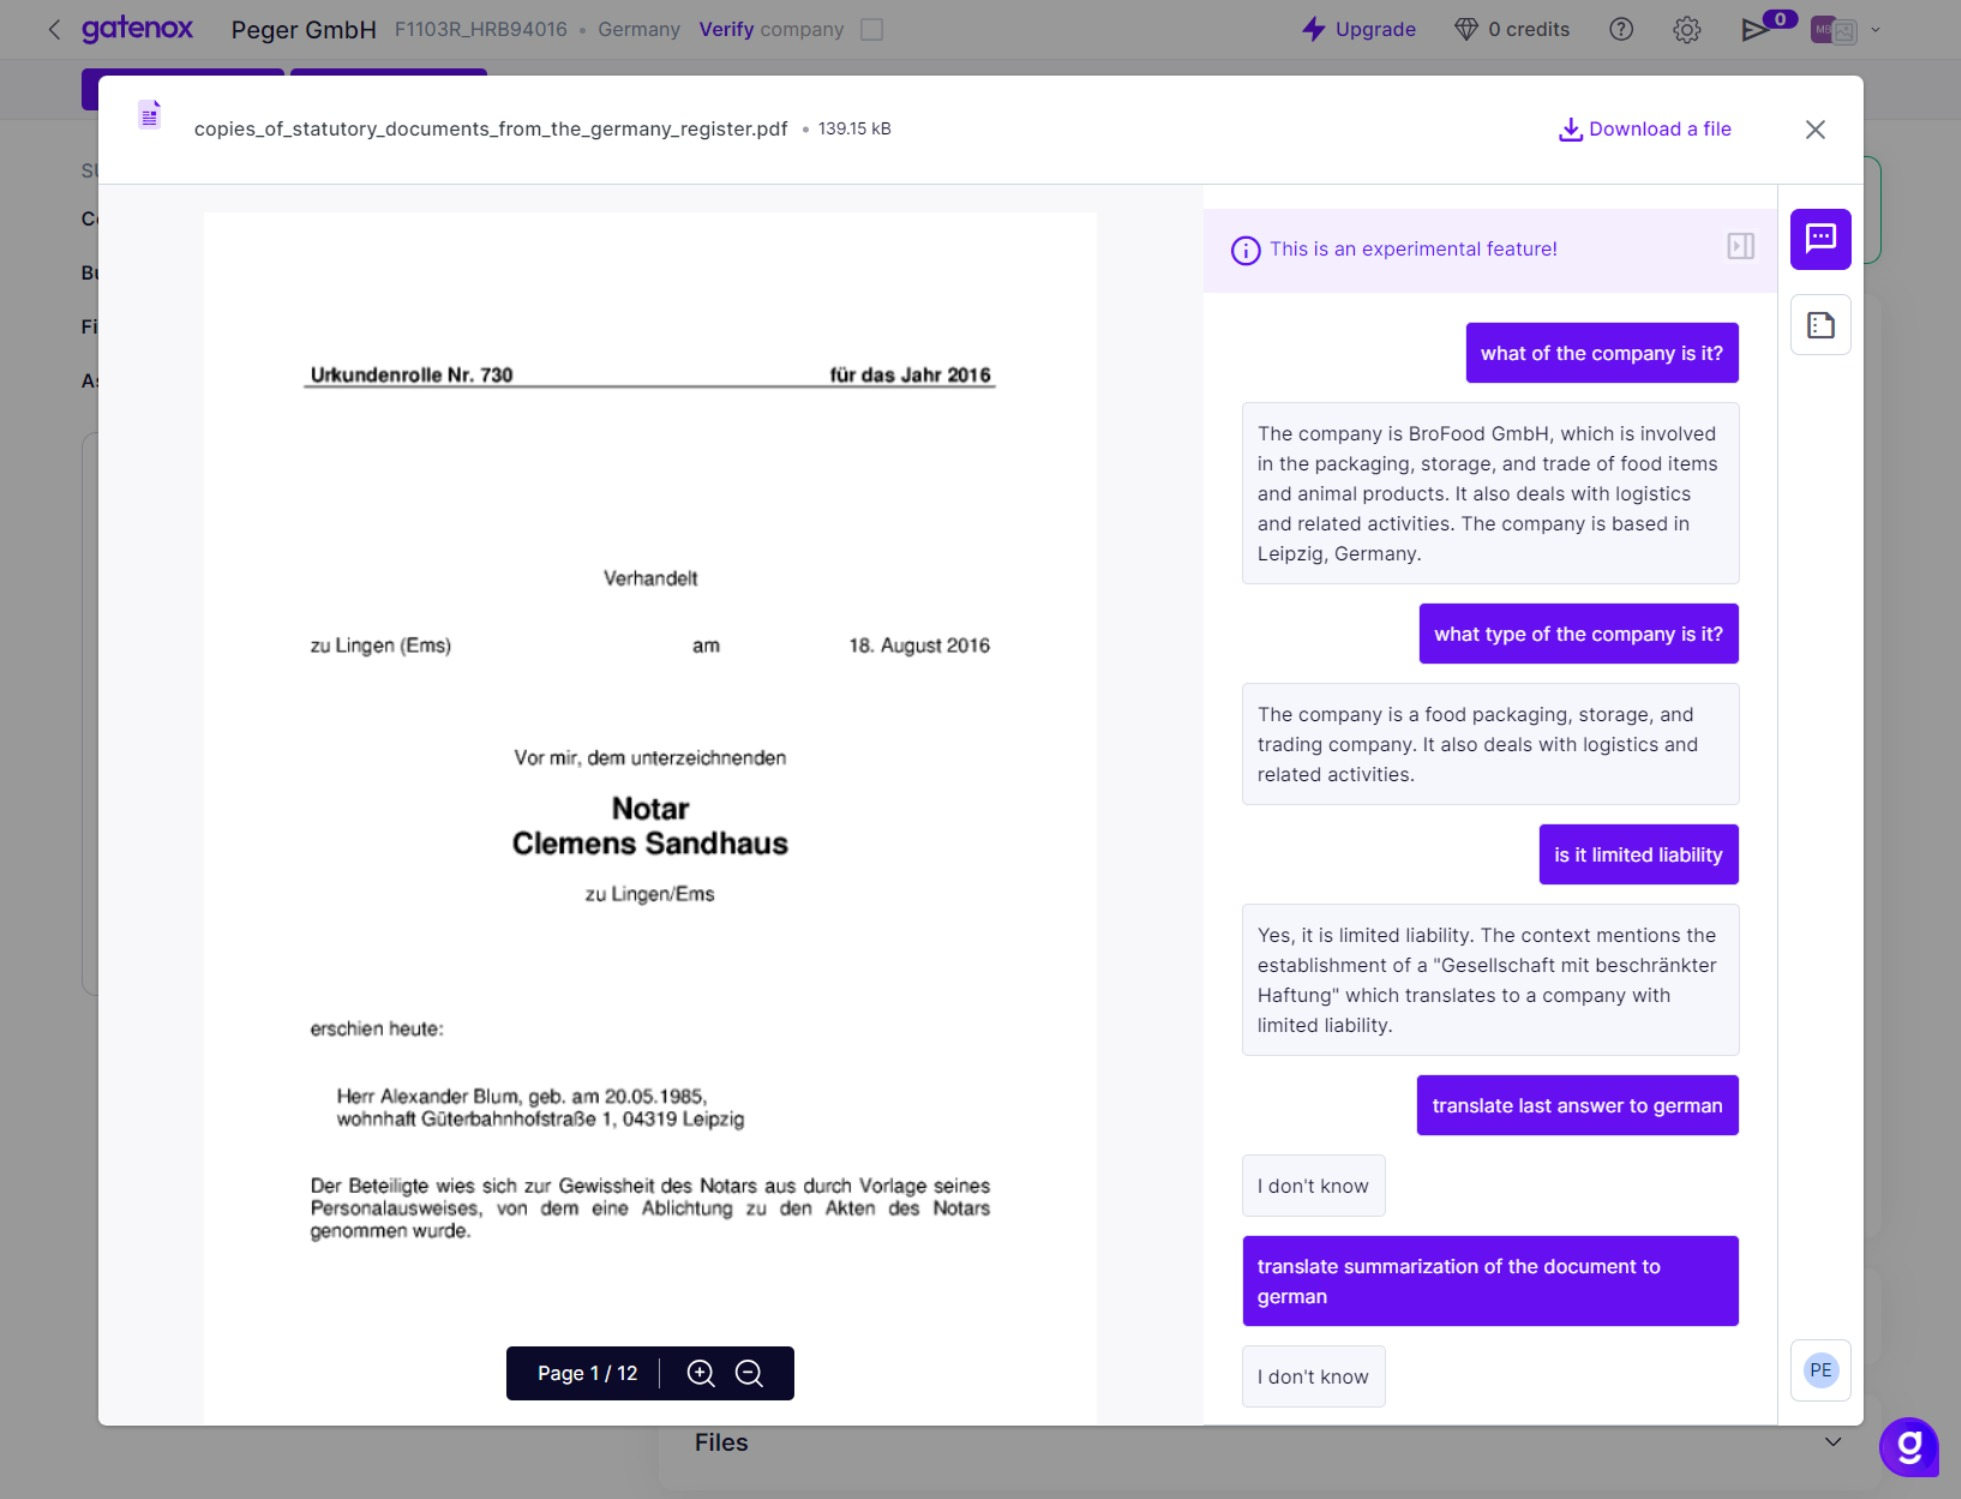 gatenox
Peger GmbH
F1103R_HRB94016 • Germany
Verify company
Upgrade
0 credits
0
MB
copies_of_statutory_documents_from_the_germany_register.pdf • 139.15 kB
Download a file
Urkundenrolle Nr. 730 für das Jahr 2016
Verhandelt
zu Lingen (Ems) am 18. August 2016
Vor mir, dem unterzeichnenden
Notar
Clemens Sandhaus
zu Lingen/Ems
erschien heute:
Herr Alexander Blum, geb. am 20.05.1985,
wohnhaft Güterbahnhofstraße 1, 04319 Leipzig
Der Beteiligte wies sich zur Gewissheit des Notars aus durch Vorlage seines
Personalausweises, von dem eine Ablichtung zu den Akten des Notars
genommen wurde.
Page 1 / 12
This is an experimental feature!
what of the company is it?
The company is BroFood GmbH, which is involved
in the packaging, storage, and trade of food items
and animal products. It also deals with logistics
and related activities. The company is based in
Leipzig, Germany.
what type of the company is it?
The company is a food packaging, storage, and
trading company. It also deals with logistics and
related activities.
is it limited liability
Yes, it is limited liability. The context mentions the
establishment of a "Gesellschaft mit beschränkter
Haftung" which translates to a company with
limited liability.
translate last answer to german
I don't know
translate summarization of the document to
german
I don't know
PE
Files
g